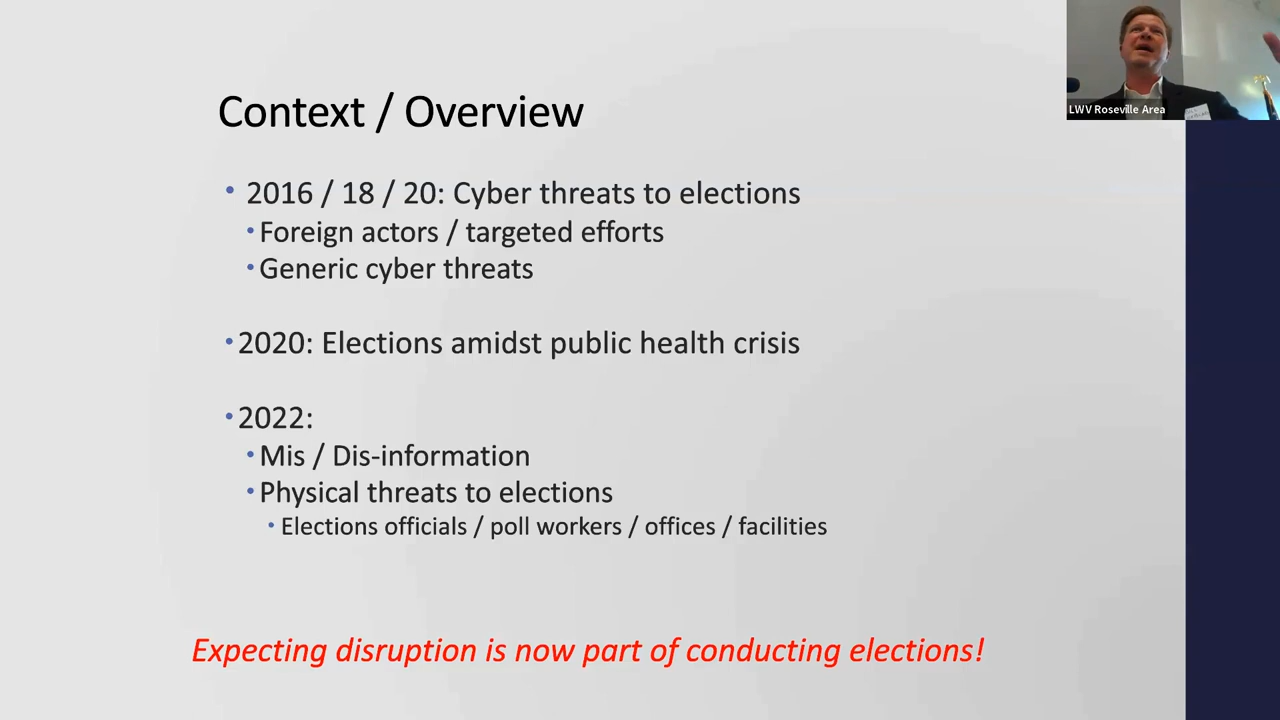 LWV Roseville Area
Context / Overview
• 2016 / 18 / 20: Cyber threats to elections
• Foreign actors / targeted efforts
• Generic cyber threats
• 2020: Elections amidst public health crisis
• 2022:
• Mis / Dis-information
• Physical threats to elections
• Elections officials / poll workers / offices / facilities
Expecting disruption is now part of conducting elections!